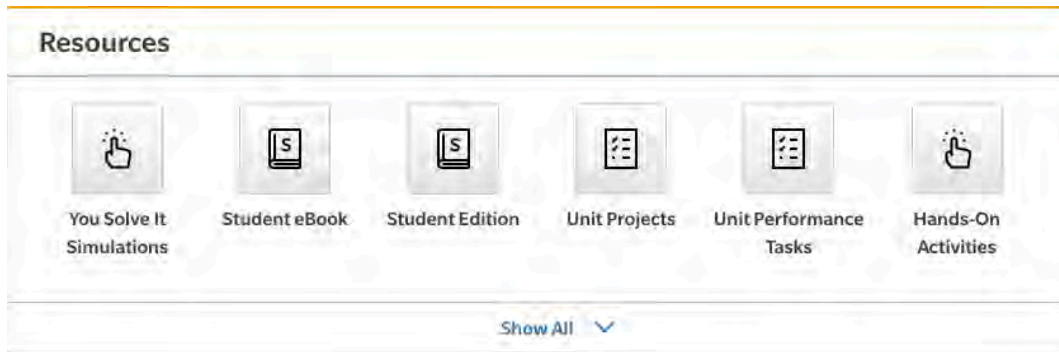 Resources
S
S
You Solve It
Simulations
Student eBook
Student Edition
Unit Projects
Unit Performance
Tasks
Hands-On
Activities
Show All